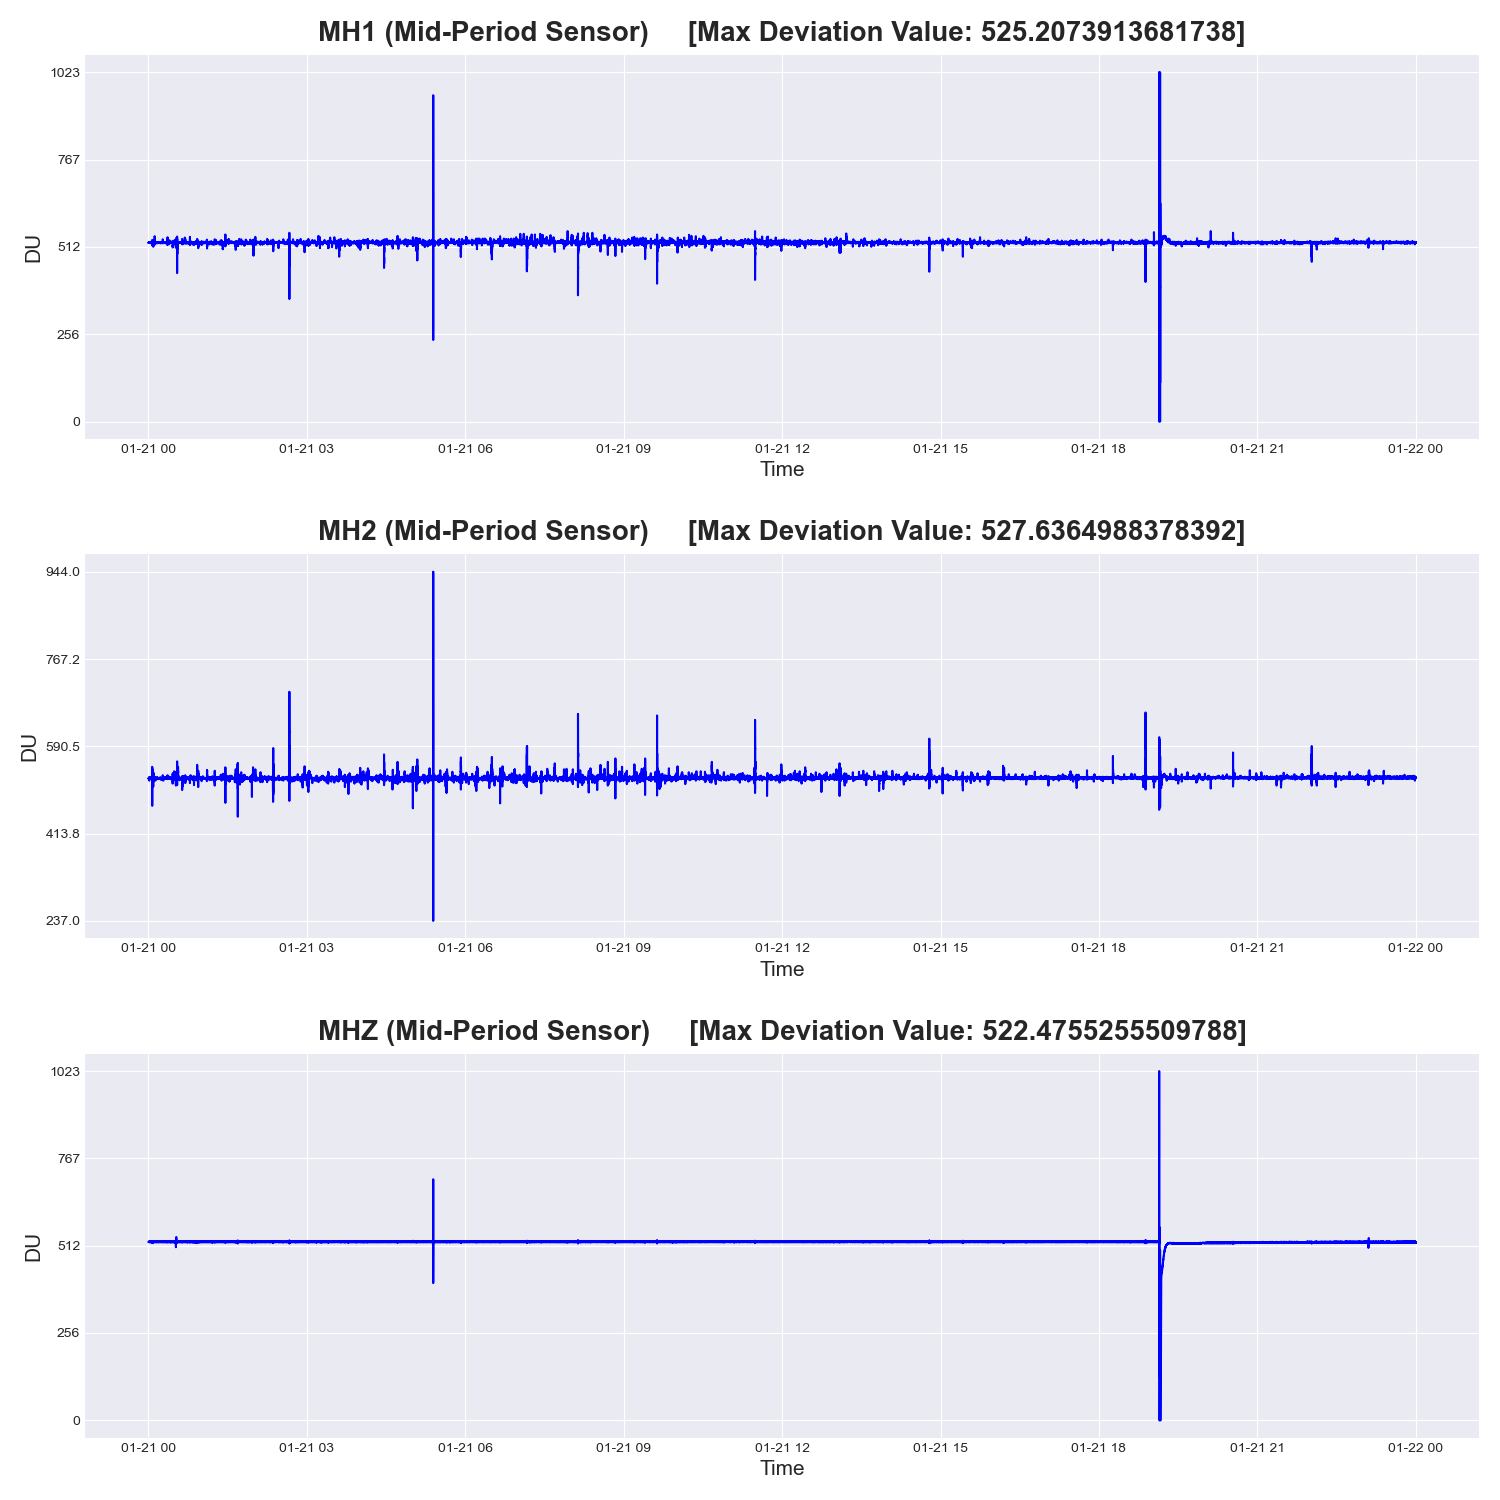 MH1 (Mid-Period Sensor) [Max Deviation Value: 525.2073913681738]
1023
767
512
256
0
DU
01-21 00 01-21 03 01-21 06 01-21 09 01-21 12 01-21 15 01-21 18 01-21 21 01-22 00
Time
MH2 (Mid-Period Sensor) [Max Deviation Value: 527.6364988378392]
944.0
767.2
590.5
413.8
237.0
DU
01-21 00 01-21 03 01-21 06 01-21 09 01-21 12 01-21 15 01-21 18 01-21 21 01-22 00
Time
MHZ (Mid-Period Sensor) [Max Deviation Value: 522.4755255509788]
1023
767
512
256
0
DU
01-21 00 01-21 03 01-21 06 01-21 09 01-21 12 01-21 15 01-21 18 01-21 21 01-22 00
Time